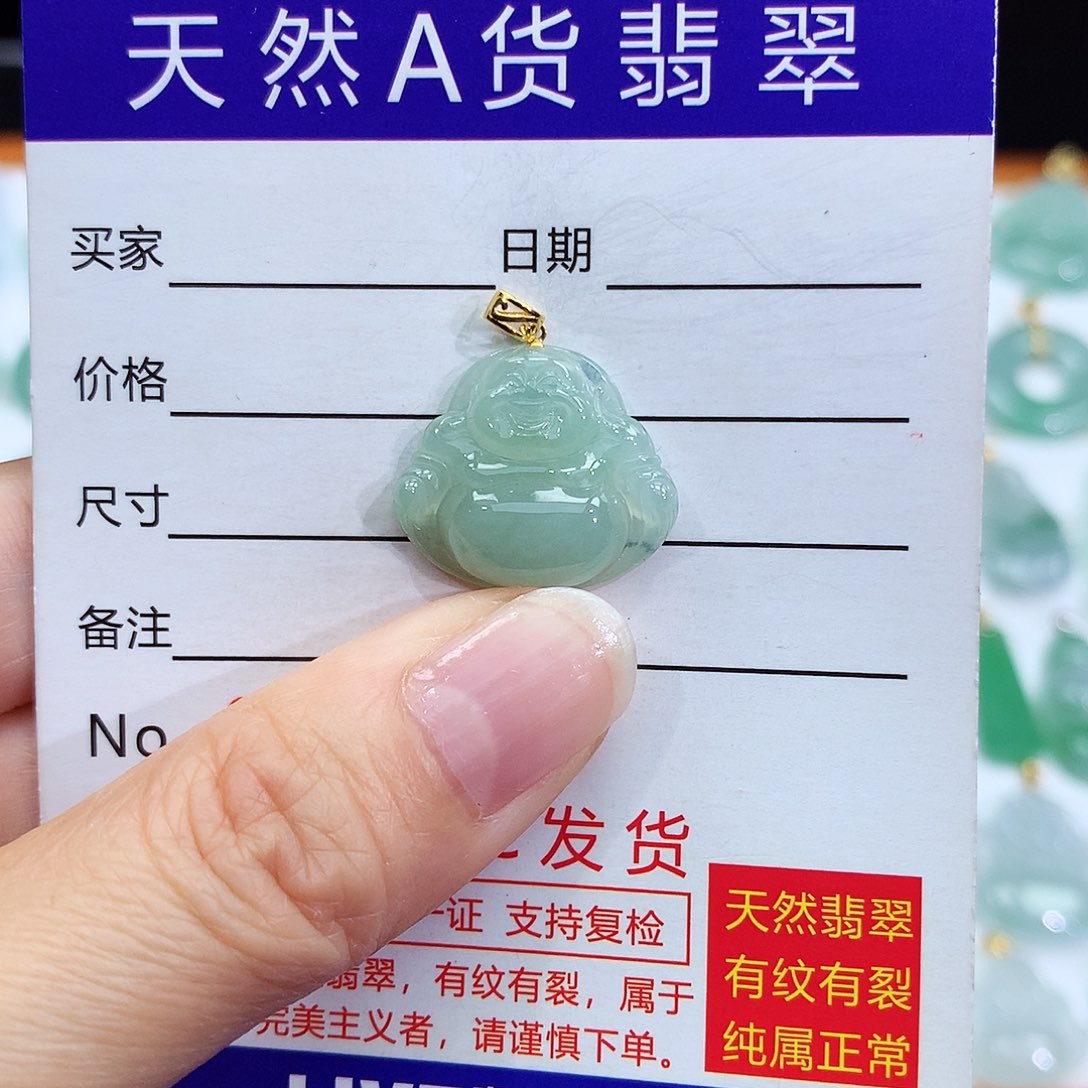 天然A货翡翠
买家 日期
价格
尺寸
备注
No
发货
证 支持复检
翡翠，有纹有裂，属于
完美主义者，请谨慎下单。
天然翡翠
有纹有裂
纯属正常